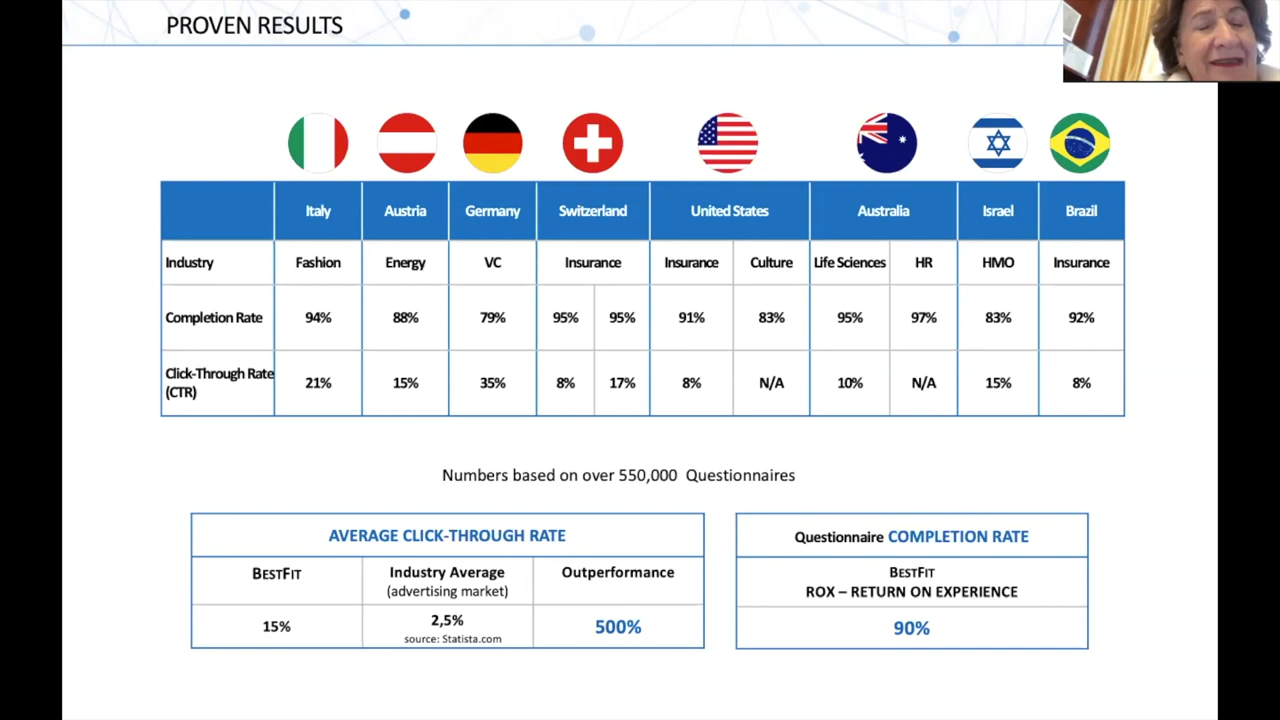 PROVEN RESULTS
Italy Austria Germany Switzerland United States Australia Israel Brazil
Industry Fashion Energy VC Insurance Insurance Culture Life Sciences HR HMO Insurance
Completion Rate 94% 88% 79% 95% 95% 91% 83% 95% 97% 83% 92%
Click-Through Rate
(CTR) 21% 15% 35% 8% 17% 8% N/A 10% N/A 15% 8%
Numbers based on over 550,000 Questionnaires
AVERAGE CLICK-THROUGH RATE
BESTFIT
Industry Average
(advertising market)
Outperformance
15%
2,5%
source: Statista.com
500%
Questionnaire COMPLETION RATE
BESTFIT
ROX – RETURN ON EXPERIENCE
90%